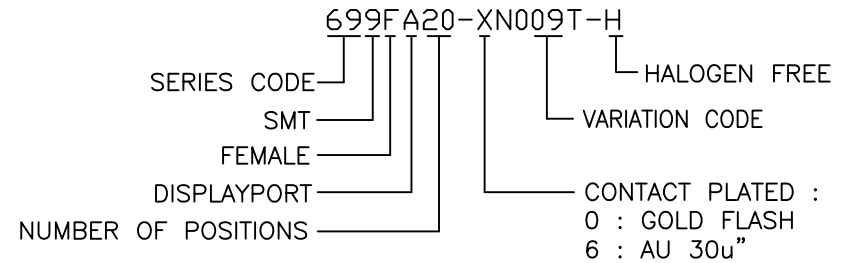 699FA20-XN009T-H
SERIES CODE
HALOGEN FREE
SMT
VARIATION CODE
FEMALE
DISPLAYPORT
CONTACT PLATED :
0 : GOLD FLASH
NUMBER OF POSITIONS
6 : AU 30u"